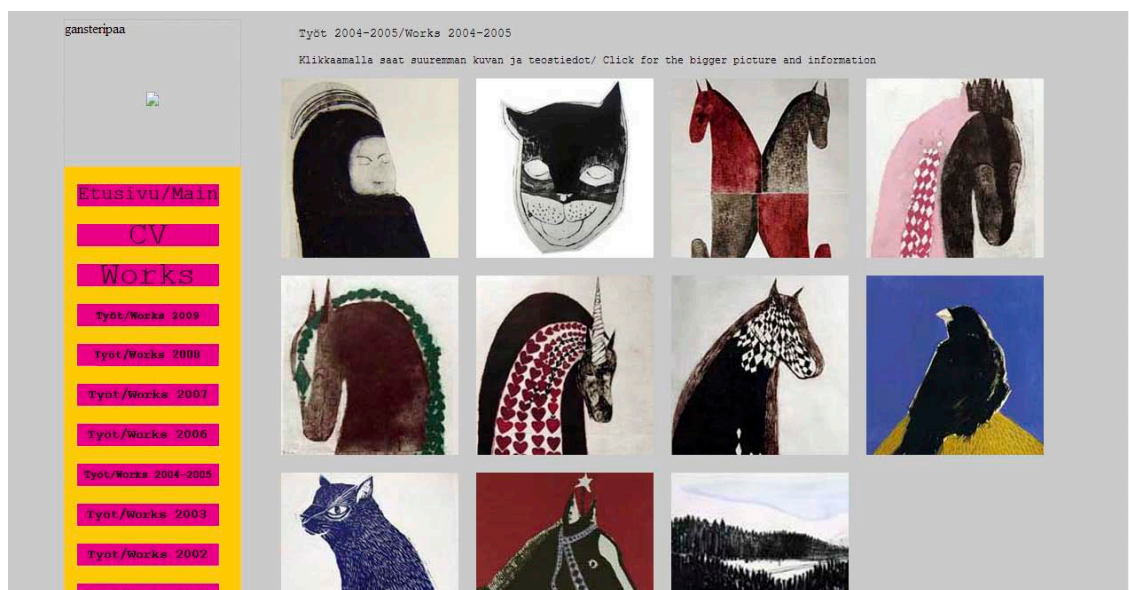 gansteripaa
Etusivu/Main
CV
Works
Työt/Works 2009
Työt/Works 2008
Työt/Works 2007
Työt/Works 2006
Työt/Works 2004-2005
Työt/Works 2003
Työt/Works 2002
Työt 2004-2005/Works 2004-2005
Klikkaamalla saat suuremman kuvan ja teostiedot/ Click for the bigger picture and information